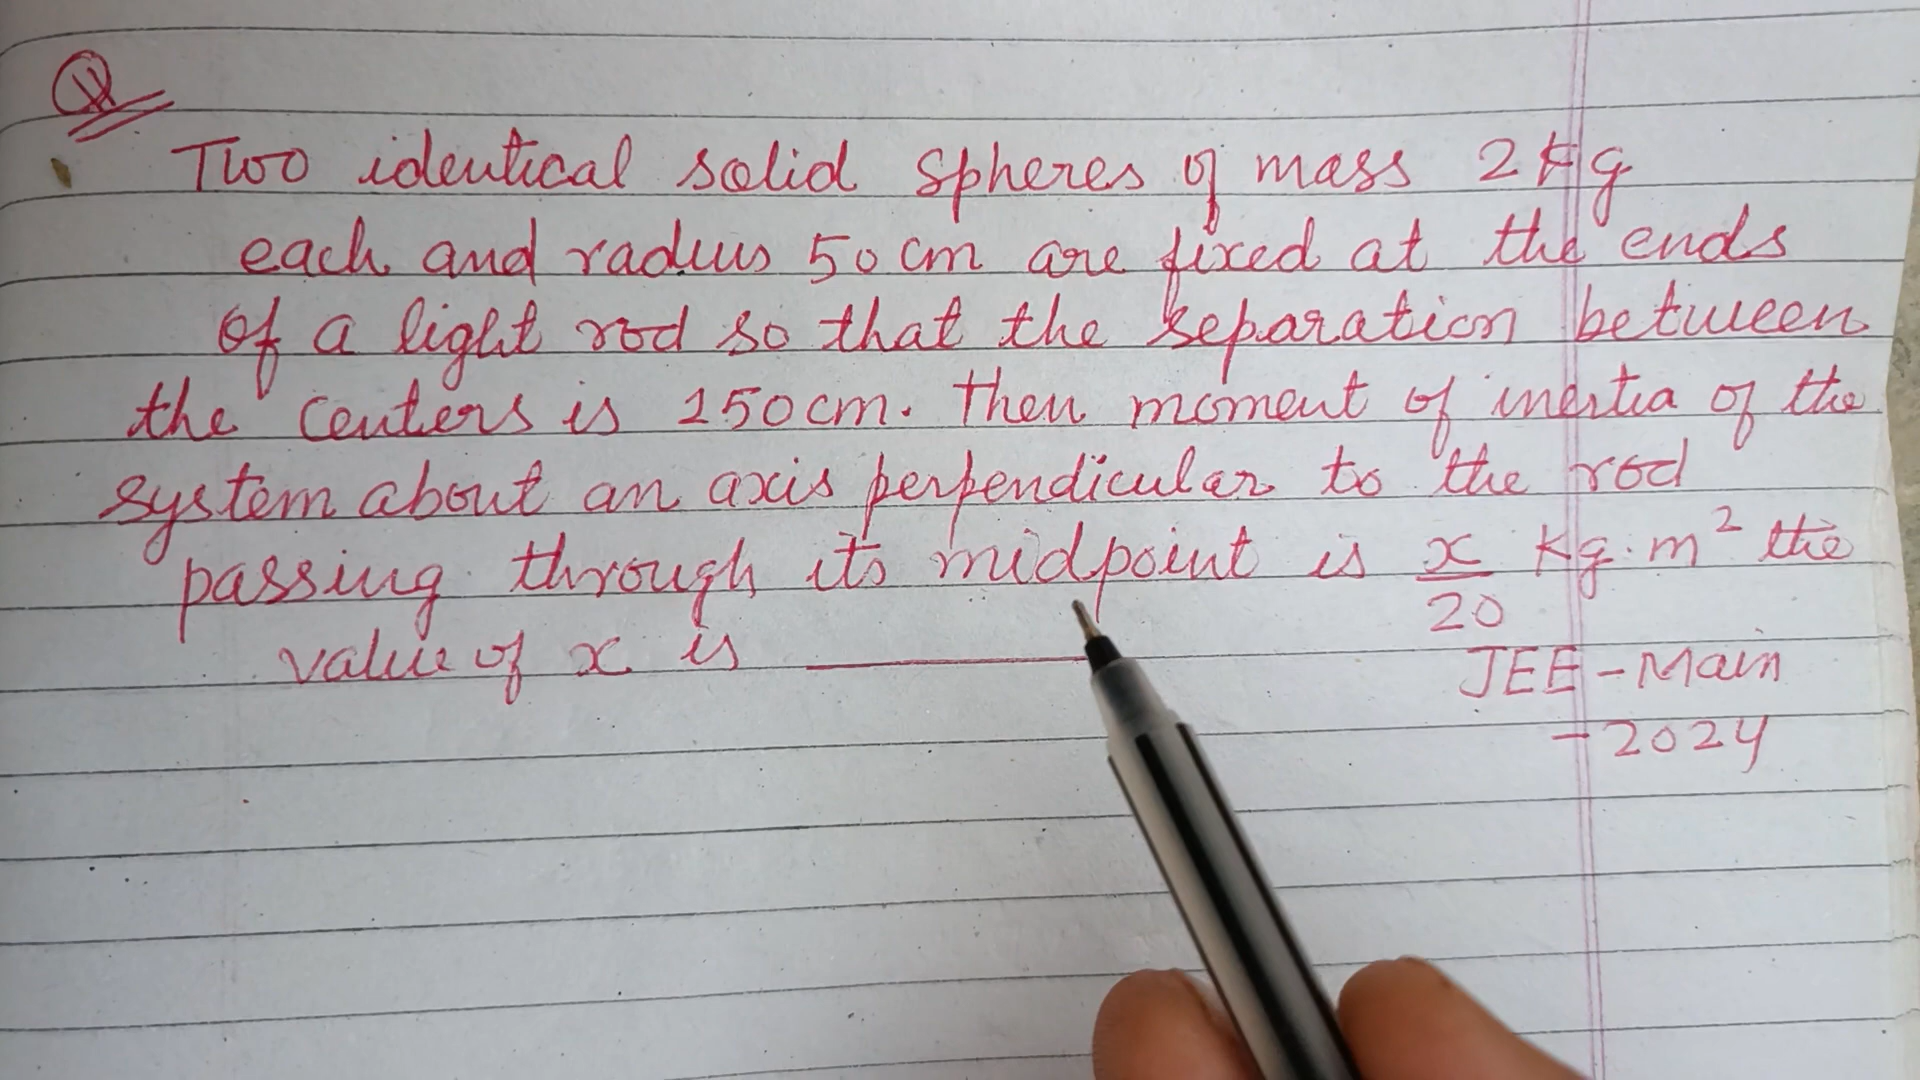 Q
Two identical solid spheres of mass 2 kg
each and radius 50 cm are fixed at the ends
of a light rod so that the separation between
the centers is 150cm. Then moment of inertia of the
system about an axis perpendicular to the rod
passing through its midpoint is x/20 Kg.m² the
value of x is ______
JEE - Main
- 2024